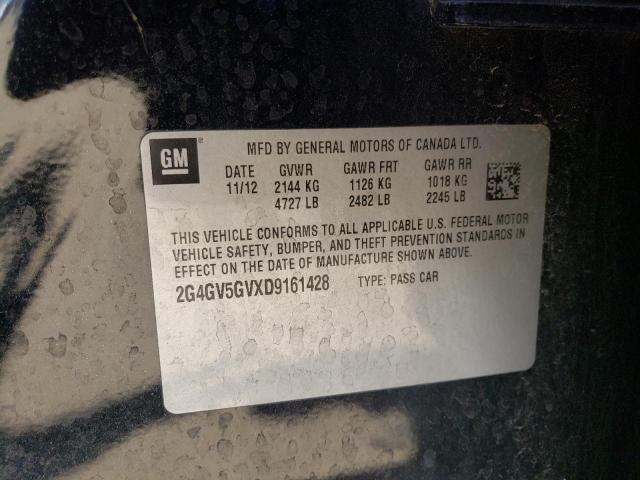 GM
MFD BY GENERAL MOTORS OF CANADA LTD.
DATE GVWR GAWR FRT GAWR RR
11/12 2144 KG 1126 KG 1018 KG
4727 LB 2482 LB 2245 LB
THIS VEHICLE CONFORMS TO ALL APPLICABLE U.S. FEDERAL MOTOR
VEHICLE SAFETY, BUMPER, AND THEFT PREVENTION STANDARDS IN
EFFECT ON THE DATE OF MANUFACTURE SHOWN ABOVE.
2G4GV5GVXD9161428 TYPE: PASS CAR